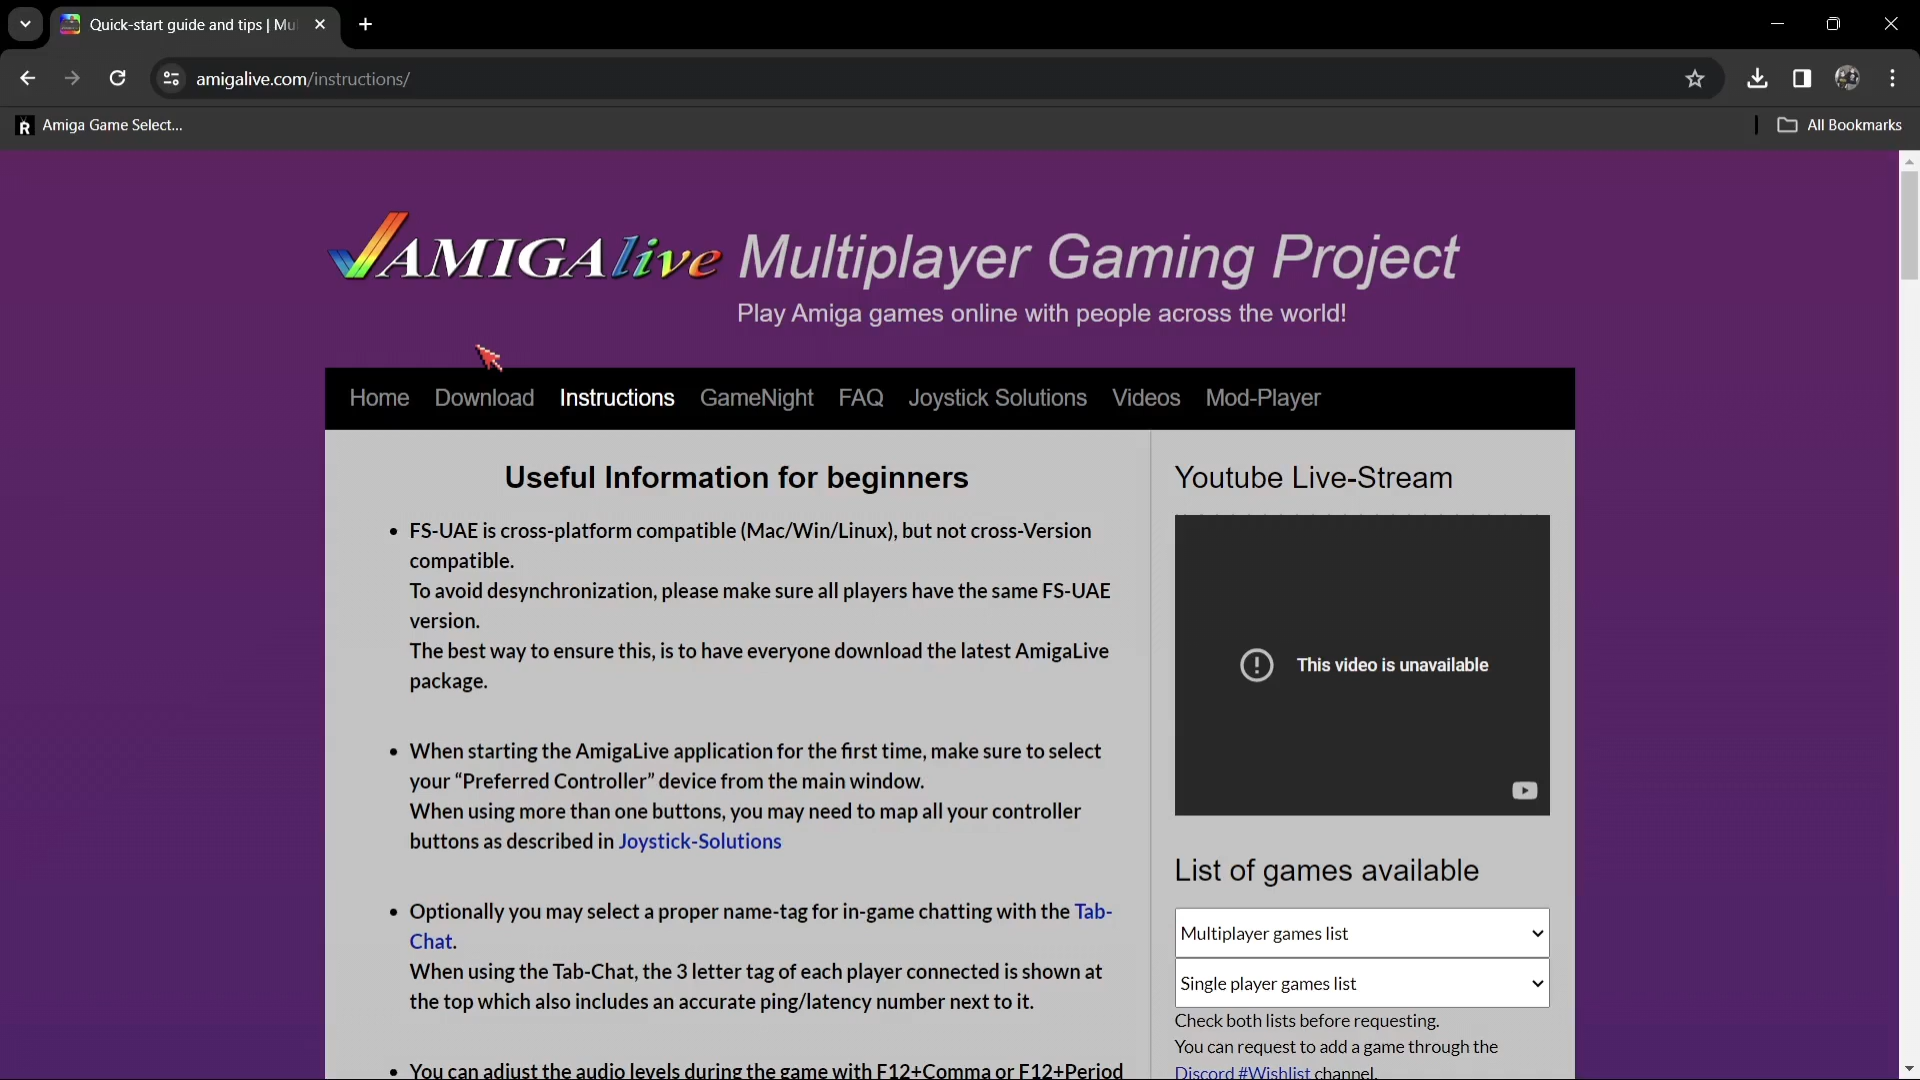 Quick-start guide and tips | Mul
amigalive.com/instructions/
R Amiga Game Select...
All Bookmarks
AMIGAlive Multiplayer Gaming Project
Play Amiga games online with people across the world!
Home Download Instructions GameNight FAQ Joystick Solutions Videos Mod-Player
Useful Information for beginners
• FS-UAE is cross-platform compatible (Mac/Win/Linux), but not cross-Version
compatible.
To avoid desynchronization, please make sure all players have the same FS-UAE
version.
The best way to ensure this, is to have everyone download the latest AmigaLive
package.
• When starting the AmigaLive application for the first time, make sure to select
your “Preferred Controller” device from the main window.
When using more than one buttons, you may need to map all your controller
buttons as described in Joystick-Solutions
• Optionally you may select a proper name-tag for in-game chatting with the Tab-
Chat.
When using the Tab-Chat, the 3 letter tag of each player connected is shown at
the top which also includes an accurate ping/latency number next to it.
• You can adjust the audio levels during the game with F12+Comma or F12+Period
Youtube Live-Stream
This video is unavailable
List of games available
Multiplayer games list
Single player games list
Check both lists before requesting.
You can request to add a game through the
Discord #Wishlist channel.